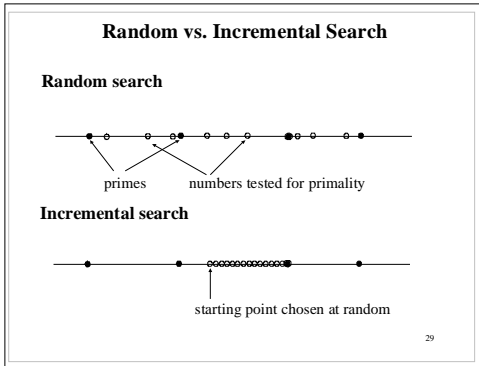 Random vs. Incremental Search
Random search
primes
numbers tested for primality
Incremental search
starting point chosen at random
29